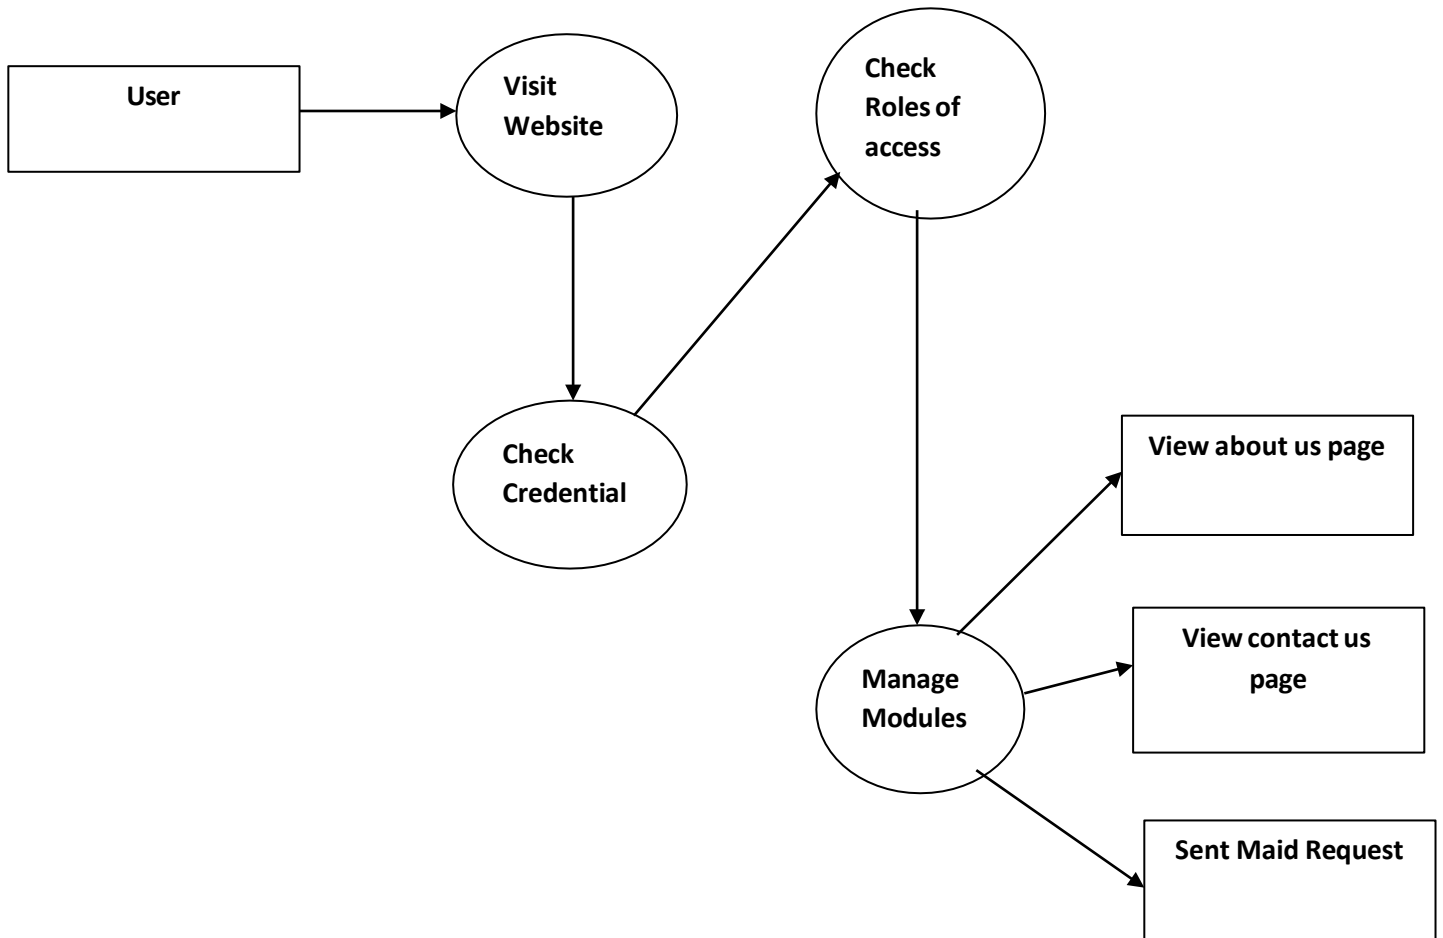 User
Visit
Website
Check
Roles of
access
Check
Credential
View about us page
View contact us
page
Manage
Modules
Sent Maid Request